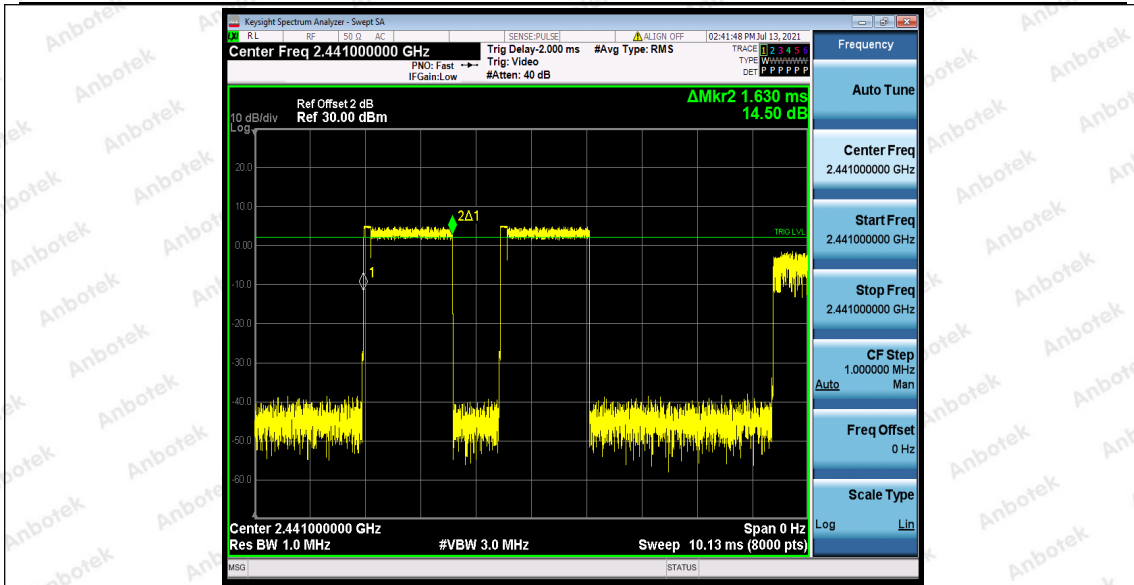 Keysight Spectrum Analyzer - Swept SA
RL RF 50 Ω AC SENSE:PULSE ALIGN OFF 02:41:48 PM Jul 13, 2021
Center Freq 2.441000000 GHz
PNO: Fast
IFGain:Low
Trig Delay-2.000 ms
Trig: Video
#Atten: 40 dB
#Avg Type: RMS
TRACE 1 2 3 4 5 6
TYPE WWWWWW
DET P P P P P P
ΔMkr2 1.630 ms
14.50 dB
Ref Offset 2 dB
10 dB/div Ref 30.00 dBm
Log
20.0
10.0
0.00
-10.0
-20.0
-30.0
-40.0
-50.0
-60.0
2Δ1
1
TRIG LVL
Center 2.441000000 GHz
Span 0 Hz
Res BW 1.0 MHz
#VBW 3.0 MHz
Sweep 10.13 ms (8000 pts)
MSG
STATUS
Frequency
Auto Tune
Center Freq
2.441000000 GHz
Start Freq
2.441000000 GHz
Stop Freq
2.441000000 GHz
CF Step
1.000000 MHz
Auto Man
Freq Offset
0 Hz
Scale Type
Log Lin
Anbotek